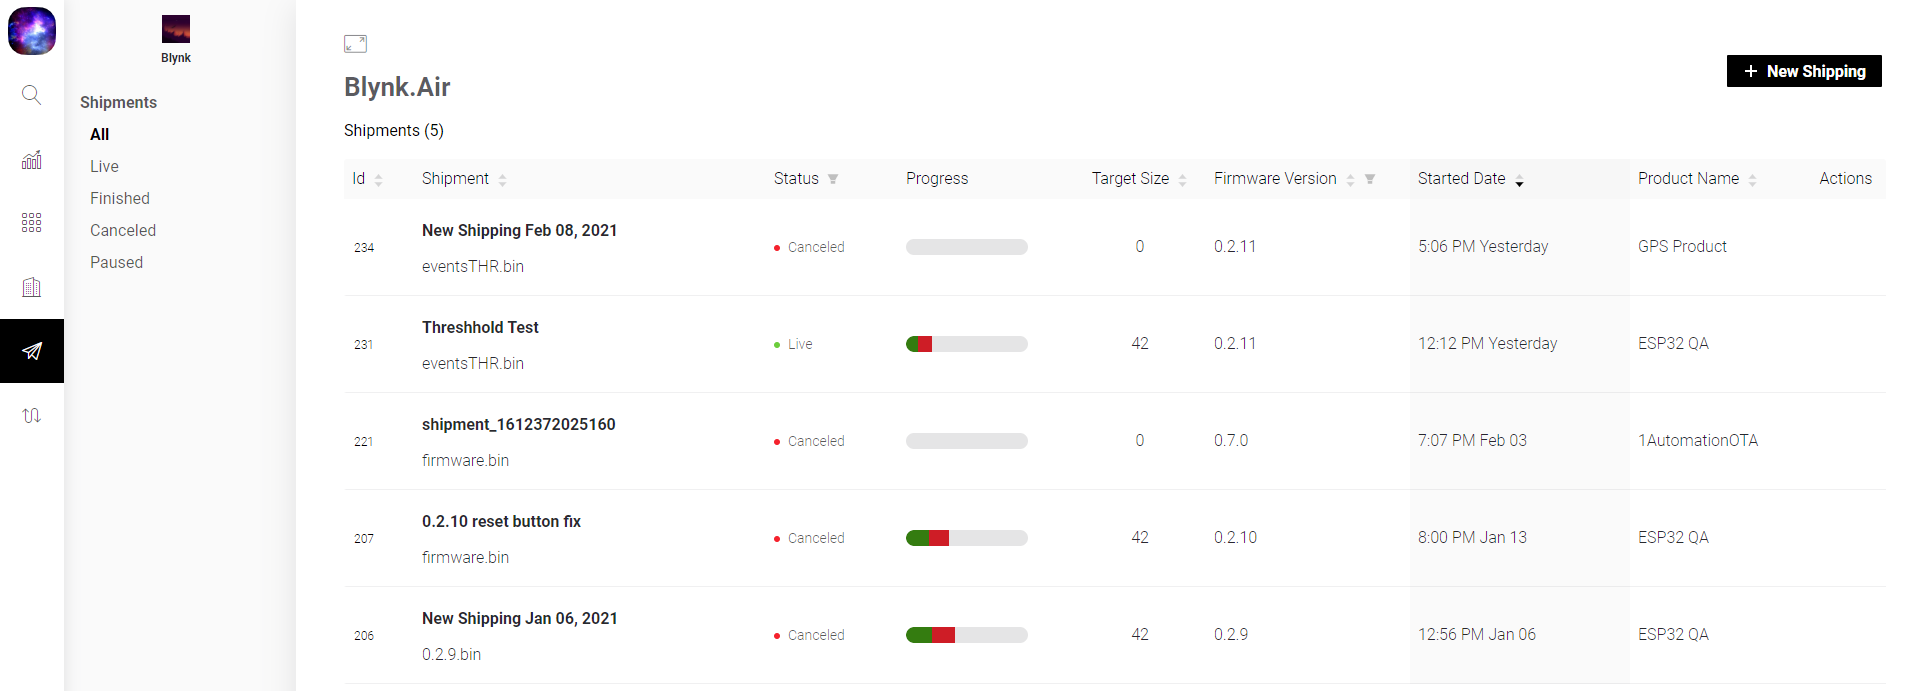 Blynk
Shipments
All
Live
Finished
Canceled
Paused
Blynk.Air
+ New Shipping
Shipments (5)
Id Shipment Status Progress Target Size Firmware Version Started Date Product Name Actions
New Shipping Feb 08, 2021
234 Canceled 0 0.2.11 5:06 PM Yesterday GPS Product
eventsTHR.bin
Threshhold Test
231 Live 42 0.2.11 12:12 PM Yesterday ESP32 QA
eventsTHR.bin
shipment_1612372025160
221 Canceled 0 0.7.0 7:07 PM Feb 03 1AutomationOTA
firmware.bin
0.2.10 reset button fix
207 Canceled 42 0.2.10 8:00 PM Jan 13 ESP32 QA
firmware.bin
New Shipping Jan 06, 2021
206 Canceled 42 0.2.9 12:56 PM Jan 06 ESP32 QA
0.2.9.bin